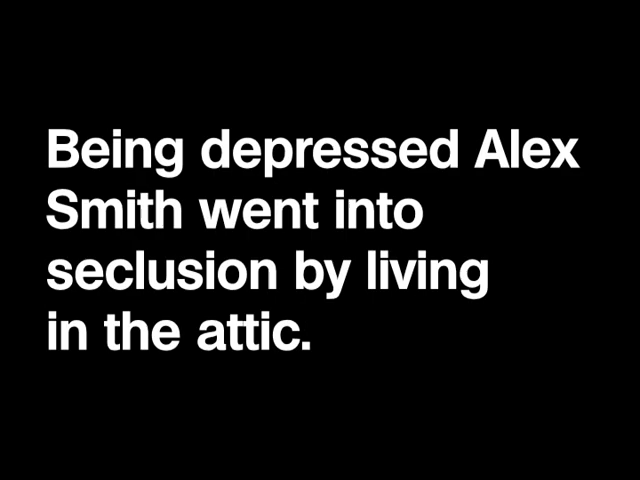 Being depressed Alex
Smith went into
seclusion by living
in the attic.